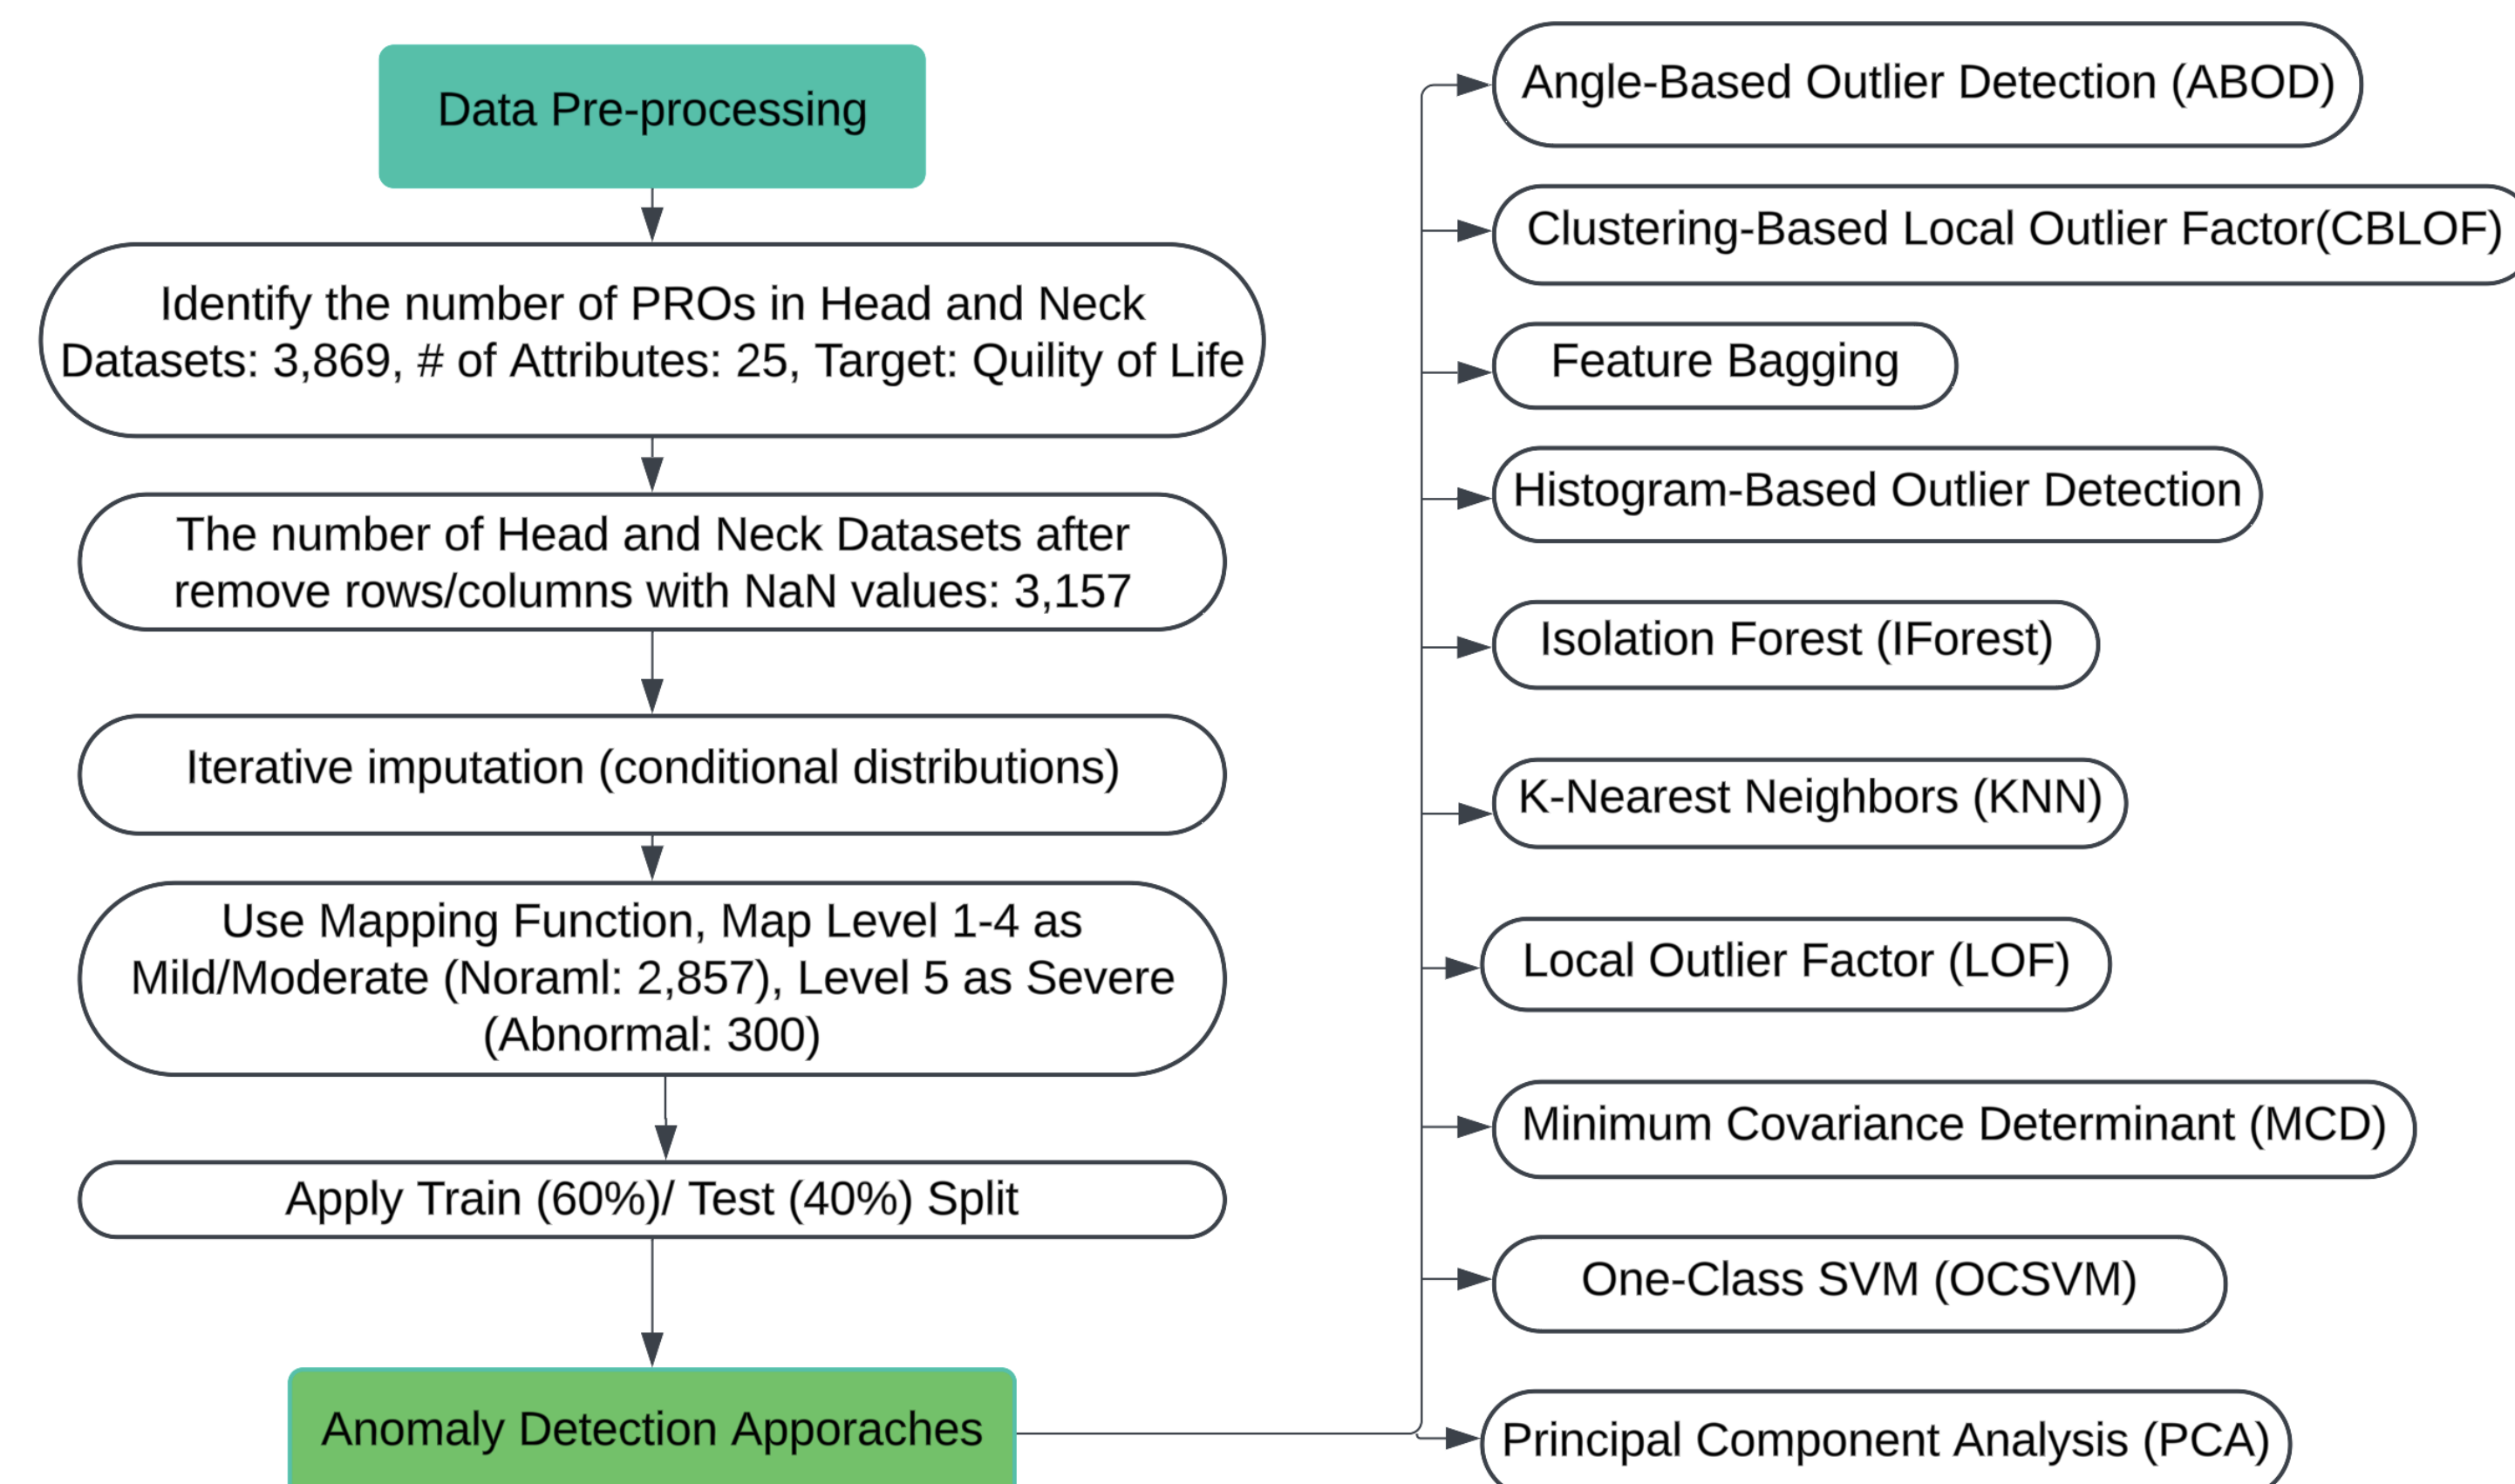 Data Pre-processing
Identify the number of PROs in Head and Neck
Datasets: 3,869, # of Attributes: 25, Target: Quility of Life
The number of Head and Neck Datasets after
remove rows/columns with NaN values: 3,157
Iterative imputation (conditional distributions)
Use Mapping Function, Map Level 1-4 as
Mild/Moderate (Noraml: 2,857), Level 5 as Severe
(Abnormal: 300)
Apply Train (60%)/ Test (40%) Split
Anomaly Detection Apporaches
Angle-Based Outlier Detection (ABOD)
Clustering-Based Local Outlier Factor(CBLOF)
Feature Bagging
Histogram-Based Outlier Detection
Isolation Forest (IForest)
K-Nearest Neighbors (KNN)
Local Outlier Factor (LOF)
Minimum Covariance Determinant (MCD)
One-Class SVM (OCSVM)
Principal Component Analysis (PCA)